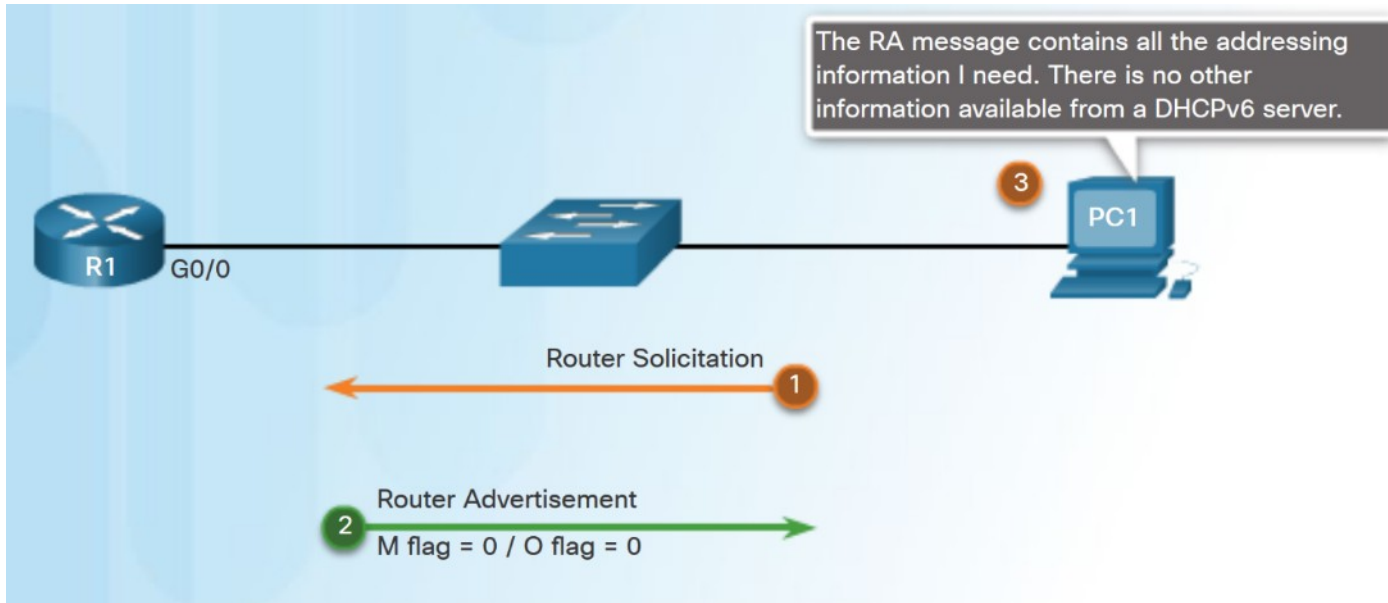 The RA message contains all the addressing
information I need. There is no other
information available from a DHCPv6 server.
3
PC1
R1
G0/0
Router Solicitation
1
Router Advertisement
2
M flag = 0 / O flag = 0